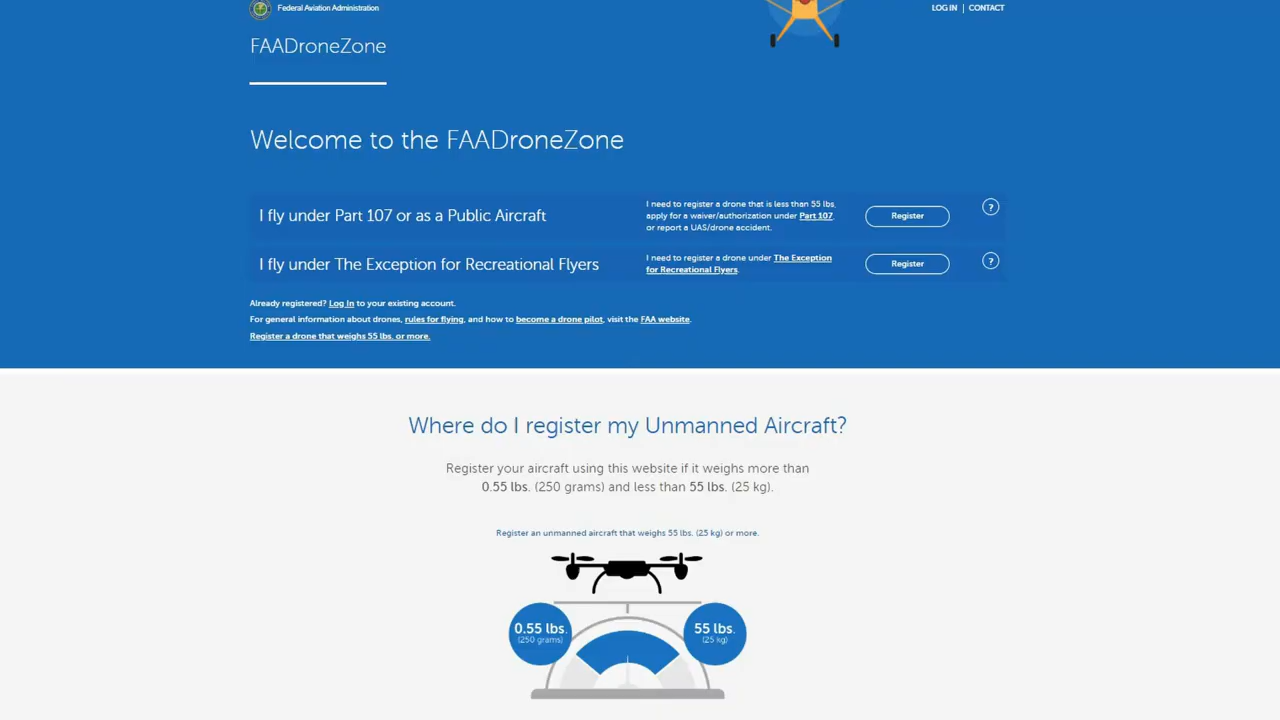 Federal Aviation Administration
LOG IN | CONTACT
FAADroneZone
Welcome to the FAADroneZone
I fly under Part 107 or as a Public Aircraft
I need to register a drone that is less than 55 lbs,
apply for a waiver/authorization under Part 107,
or report a UAS/drone accident.
Register
?
I fly under The Exception for Recreational Flyers
I need to register a drone under The Exception
for Recreational Flyers.
Register
?
Already registered? Log In to your existing account.
For general information about drones, rules for flying, and how to become a drone pilot, visit the FAA website.
Register a drone that weighs 55 lbs. or more.
Where do I register my Unmanned Aircraft?
Register your aircraft using this website if it weighs more than
0.55 lbs. (250 grams) and less than 55 lbs. (25 kg).
Register an unmanned aircraft that weighs 55 lbs. (25 kg) or more.
0.55 lbs.
(250 grams)
55 lbs.
(25 kg)